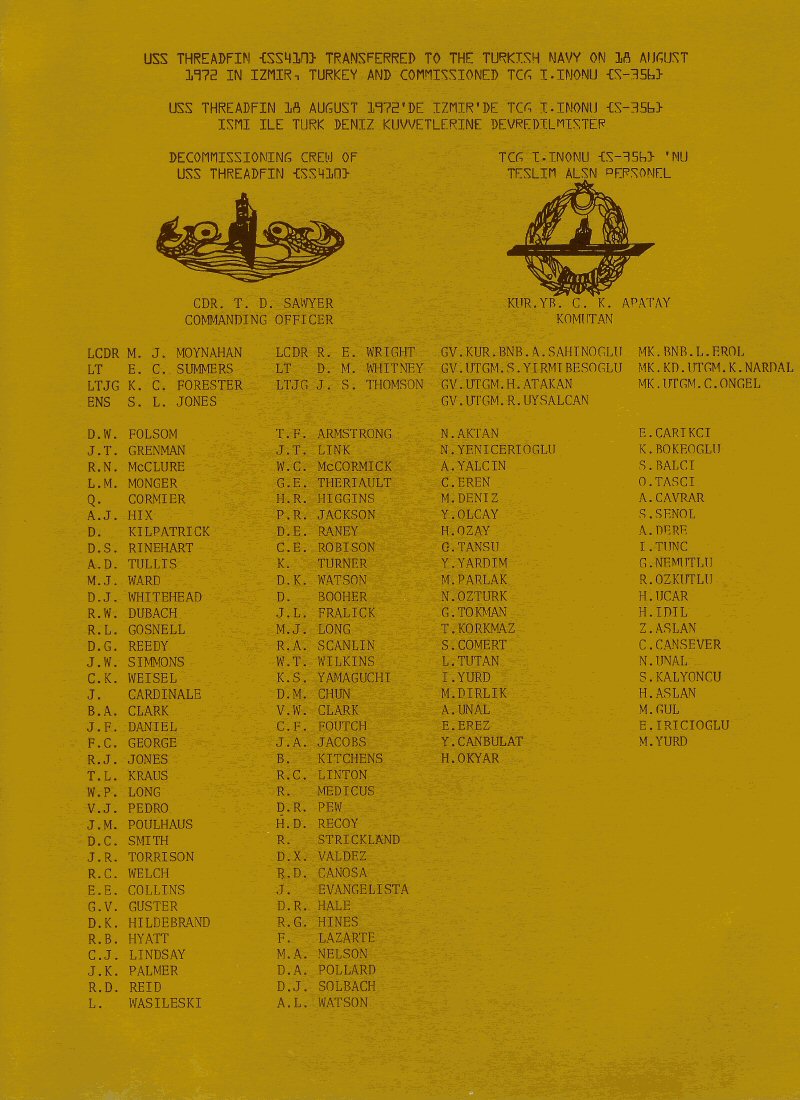 USS THREADFIN {SS410} TRANSFERRED TO THE TURKISH NAVY ON 18 AUGUST
1972 IN IZMIR, TURKEY AND COMMISSIONED TCG I.INONU {S-356}
USS THREADFIN 18 AUGUST 1972'DE IZMIR'DE TCG I.INONU {S-356}
ISMI ILE TURK DENIZ KUVVETLERINE DEVREDILMISTER
DECOMMISSIONING CREW OF
USS THREADFIN {SS410}
CDR. T. D. SAWYER
COMMANDING OFFICER
LCDR M. J. MOYNAHAN
LT E. C. SUMMERS
LTJG K. C. FORESTER
ENS S. L. JONES
LCDR R. E. WRIGHT
LT D. M. WHITNEY
LTJG J. S. THOMSON
D.W. FOLSOM
J.T. GRENMAN
R.N. McCLURE
L.M. MONGER
Q. CORMIER
A.J. HIX
D. KILPATRICK
D.S. RINEHART
A.D. TULLIS
M.J. WARD
D.J. WHITEHEAD
R.W. DUBACH
R.L. GOSNELL
D.G. REEDY
J.W. SIMMONS
C.K. WEISEL
J. CARDINALE
B.A. CLARK
J.F. DANIEL
F.C. GEORGE
R.J. JONES
T.L. KRAUS
W.P. LONG
V.J. PEDRO
J.M. POULHAUS
D.C. SMITH
J.R. TORRISON
R.C. WELCH
E.E. COLLINS
G.V. GUSTER
D.K. HILDEBRAND
R.B. HYATT
C.J. LINDSAY
J.K. PALMER
R.D. REID
L. WASILESKI
T.F. ARMSTRONG
J.T. LINK
W.C. McCORMICK
G.E. THERIAULT
H.R. HIGGINS
P.R. JACKSON
D.E. RANEY
C.E. ROBISON
K. TURNER
D.K. WATSON
D. BOOHER
J.L. FRALICK
M.J. LONG
R.A. SCANLIN
W.T. WILKINS
K.S. YAMAGUCHI
D.M. CHUN
V.W. CLARK
C.F. FOUTCH
J.A. JACOBS
B. KITCHENS
R.C. LINTON
R. MEDICUS
D.R. PEW
H.D. RECOY
R. STRICKLAND
D.X. VALDEZ
R.D. CANOSA
J. EVANGELISTA
D.R. HALE
R.G. HINES
F. LAZARTE
M.A. NELSON
D.A. POLLARD
D.J. SOLBACH
A.L. WATSON
TCG I.INONU {S-356} 'NU
TESLIM ALSN PERSONEL
KUR.YB. C. K. APATAY
KOMUTAN
GV.KUR.BNB.A.SAHINOGLU
GV.UTGM.S.YIRMIBESOGLU
GV.UTGM.H.ATAKAN
GV.UTGM.R.UYSALCAN
MK.BNB.L.EROL
MK.KD.UTGM.K.NARDAL
MK.UTGM.C.ONGEL
N.AKTAN
N.YENICERIOGLU
A.YALCIN
C.EREN
M.DENIZ
Y.OLCAY
H.OZAY
G.TANSU
Y.YARDIM
M.PARLAK
N.OZTURK
G.TOKMAN
T.KORKMAZ
S.COMERT
L.TUTAN
I.YURD
M.DIRLIK
A.UNAL
E.EREZ
Y.CANBULAT
H.OKYAR
E.CARIKCI
K.BOKEOGLU
S.BALCI
O.TASCI
A.CAVRAR
S.SENOL
A.DERE
I.TUNC
G.NEMUTLU
R.OZKUTLU
H.UCAR
H.IDIL
Z.ASLAN
C.CANSEVER
N.UNAL
S.KALYONCU
H.ASLAN
M.GUL
E.IRICIOGLU
M.YURD